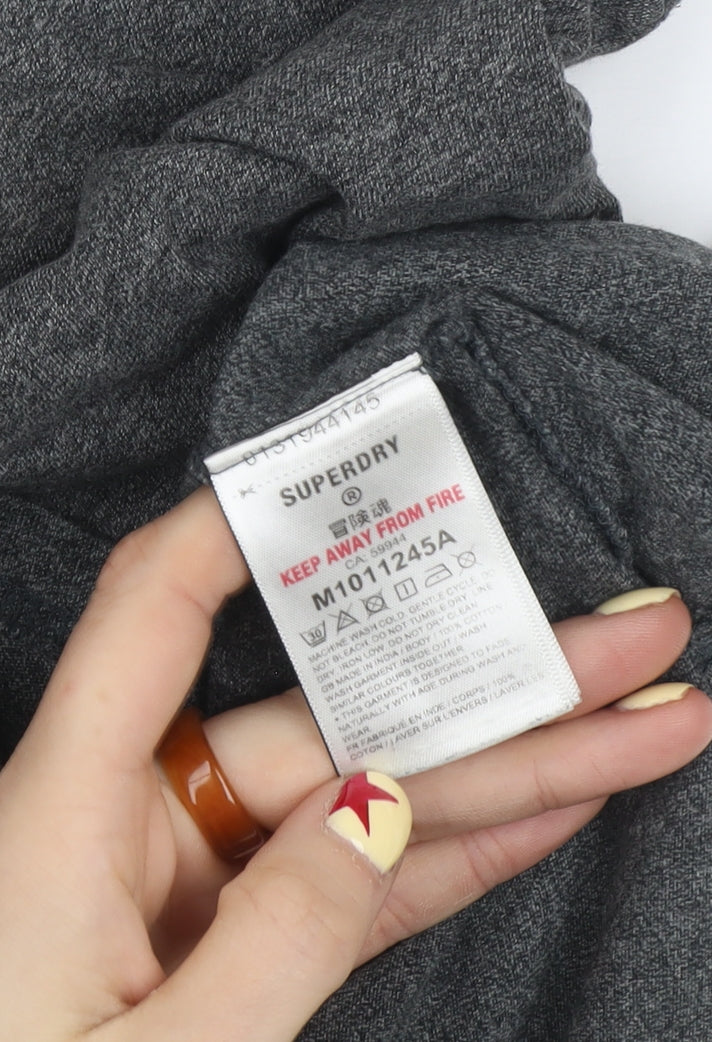 0131944145
SUPERDRY
®
冒険魂
KEEP AWAY FROM FIRE
CA. 59944
M1011245A
30
MACHINE WASH COLD, GENTLE CYCLE, DO
NOT BLEACH, DO NOT TUMBLE DRY, LINE
DRY, IRON LOW, DO NOT DRY CLEAN
GB MADE IN INDIA / BODY / 100% COTTON /
WASH GARMENT INSIDE OUT / WASH
SIMILAR COLOURS TOGETHER.
* THIS GARMENT IS DESIGNED TO FADE
NATURALLY WITH AGE DURING WASH AND
WEAR.
FR FABRIQUÉ EN INDE / CORPS / 100%
COTON / LAVER SUR L'ENVERS / LAVER LES